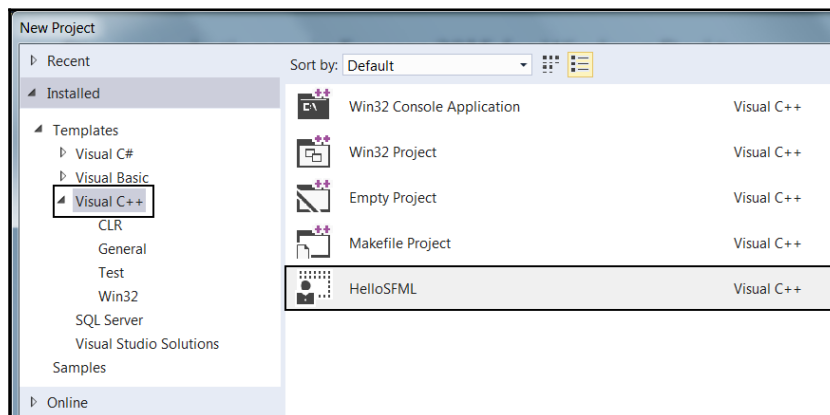 New Project
Recent
Installed
Templates
Visual C#
Visual Basic
Visual C++
CLR
General
Test
Win32
SQL Server
Visual Studio Solutions
Samples
Online
Sort by: Default
Win32 Console Application Visual C++
Win32 Project Visual C++
Empty Project Visual C++
Makefile Project Visual C++
HelloSFML Visual C++